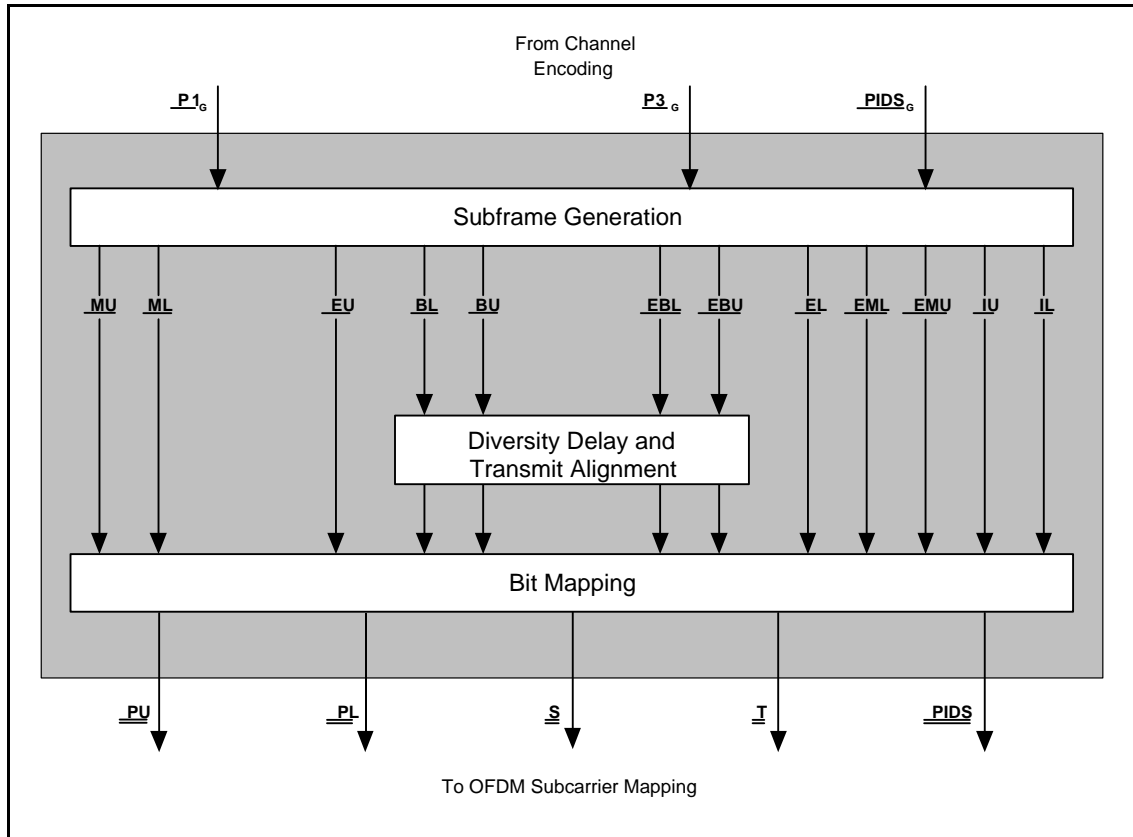 From Channel
Encoding
P1G P3G PIDSG
Subframe Generation
MU ML EU BL BU EBL EBU EL EML EMU IU IL
Diversity Delay and
Transmit Alignment
Bit Mapping
PU PL S T PIDS
To OFDM Subcarrier Mapping